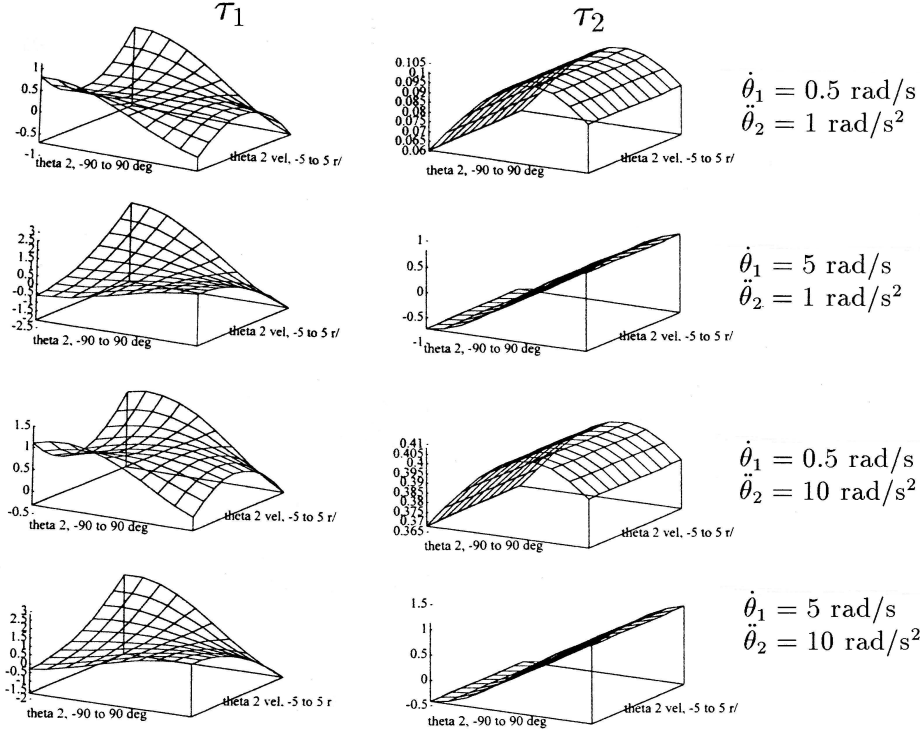 τ₁ τ₂
1
0.5
0
-0.5
-1
theta 2, -90 to 90 deg
theta 2 vel, -5 to 5 r/
0.105
0.1
0.095
0.09
0.085
0.08
0.075
0.07
0.065
0.06
theta 2, -90 to 90 deg
theta 2 vel, -5 to 5 r/
θ̇₁ = 0.5 rad/s
θ̈₂ = 1 rad/s²
3
2.5
2
1.5
1
0.5
0
-0.5
-1
-1.5
-2
-2.5
theta 2, -90 to 90 deg
theta 2 vel, -5 to 5 r/
1
0.5
0
-0.5
-1
theta 2, -90 to 90 deg
theta 2 vel, -5 to 5 r/
θ̇₁ = 5 rad/s
θ̈₂ = 1 rad/s²
1.5
1
0.5
0
-0.5
theta 2, -90 to 90 deg
theta 2 vel, -5 to 5 r/
0.41
0.405
0.4
0.395
0.39
0.385
0.38
0.375
0.37
0.365
theta 2, -90 to 90 deg
theta 2 vel, -5 to 5 r/
θ̇₁ = 0.5 rad/s
θ̈₂ = 10 rad/s²
3
2.5
2
1.5
1
0.5
0
-0.5
-1
-1.5
-2
theta 2, -90 to 90 deg
theta 2 vel, -5 to 5 r
1.5
1
0.5
0
-0.5
theta 2, -90 to 90 deg
theta 2 vel, -5 to 5 r/
θ̇₁ = 5 rad/s
θ̈₂ = 10 rad/s²